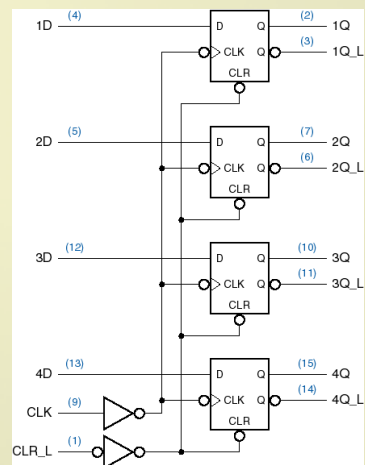 1D (4) D Q (2) 1Q
CLK Q (3) 1Q_L
CLR
2D (5) D Q (7) 2Q
CLK Q (6) 2Q_L
CLR
3D (12) D Q (10) 3Q
CLK Q (11) 3Q_L
CLR
4D (13) D Q (15) 4Q
CLK (9) CLK Q (14) 4Q_L
CLR
CLR_L (1)